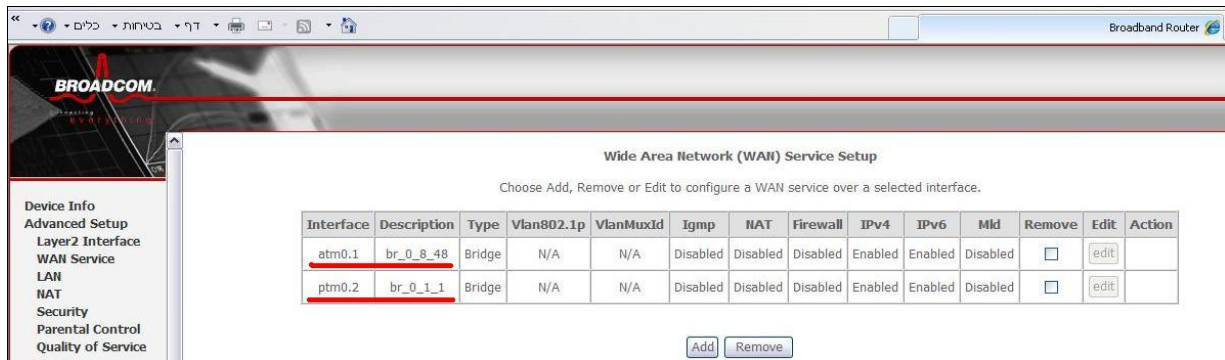 « דף בטיחות כלים
Broadband Router
BROADCOM.
Connecting
everything
Device Info
Advanced Setup
Layer2 Interface
WAN Service
LAN
NAT
Security
Parental Control
Quality of Service
Wide Area Network (WAN) Service Setup
Choose Add, Remove or Edit to configure a WAN service over a selected interface.
Interface Description Type Vlan802.1p VlanMuxId Igmp NAT Firewall IPv4 IPv6 Mld Remove Edit Action
atm0.1 br_0_8_48 Bridge N/A N/A Disabled Disabled Disabled Enabled Enabled Disabled edit
ptm0.2 br_0_1_1 Bridge N/A N/A Disabled Disabled Disabled Enabled Enabled Disabled edit
Add Remove